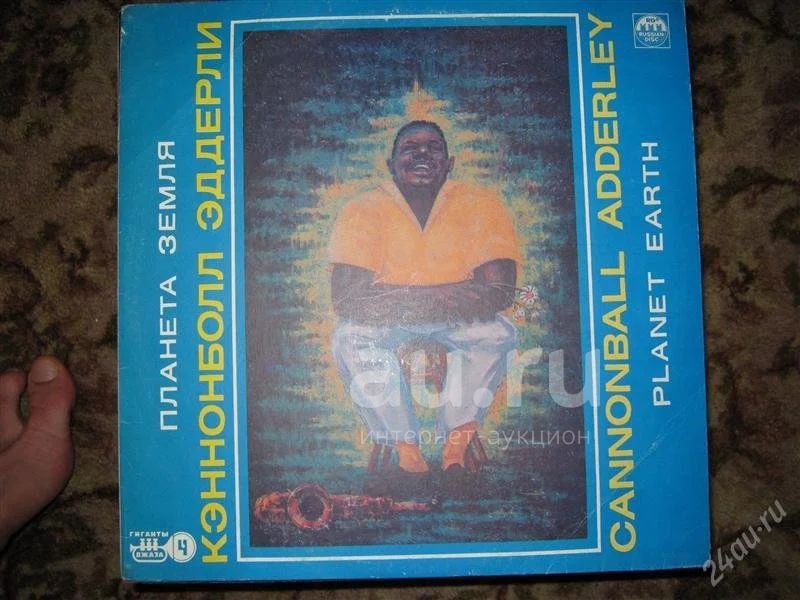 ПЛАНЕТА ЗЕМЛЯ
КЭННОНБОЛЛ ЭДДЕРЛИ
CANNONBALL ADDERLEY
PLANET EARTH
RD
RUSSIAN
DISC
ГИГАНТЫ
ДЖАЗА
4
au.ru
интернет-аукцион
24au.ru